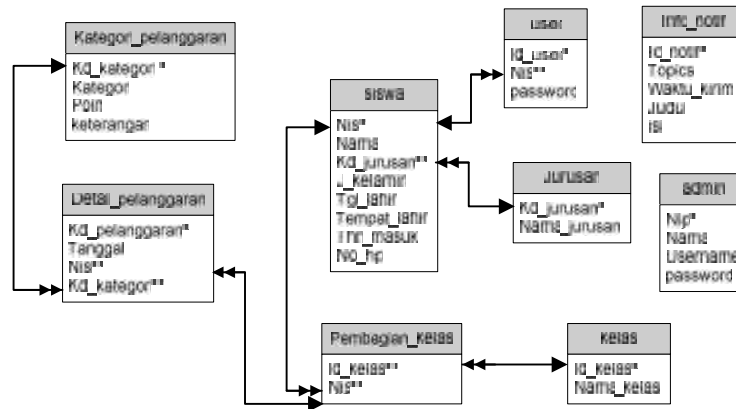 Kategori_pelanggaran
Kd_kategori*
Kategori
Poin
keterangan
Detail_pelanggaran
Kd_pelanggaran*
Tanggal
Nis**
Kd_kategori**
siswa
Nis*
Nama
Kd_jurusan**
J_kelamin
Tgl_lahir
Tempat_lahir
Thn_masuk
No_hp
user
Id_user*
Nis**
password
Jurusan
Kd_jurusan*
Nama_jurusan
Info_notif
Id_notif*
Topics
Waktu_kirim
Judul
Isi
admin
Nip*
Nama
Username
password
Pembagian_kelas
Id_kelas**
Nis**
kelas
Id_kelas*
Nama_kelas